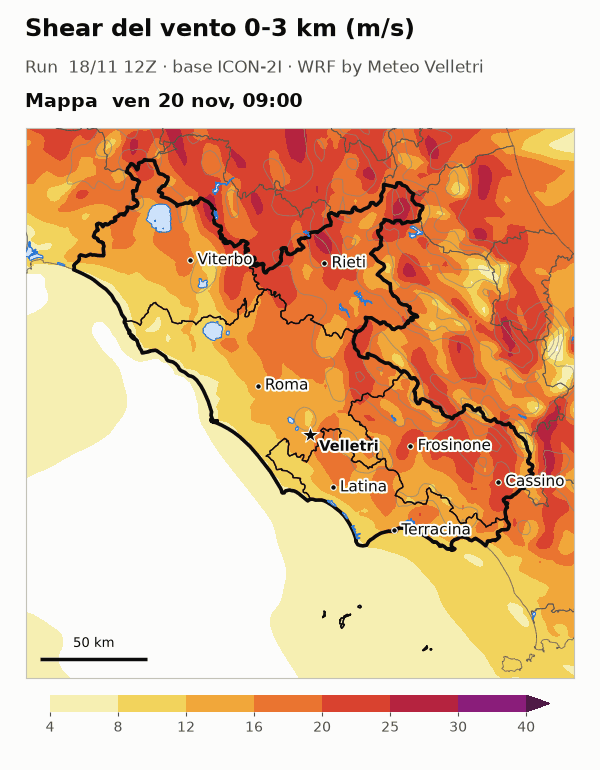 Shear del vento 0-3 km (m/s)
Run  18/11 12Z · base ICON-2I · WRF by Meteo Velletri
Mappa  ven 20 nov, 09:00
Viterbo
Rieti
Roma
Velletri
Frosinone
Cassino
Latina
Terracina
50 km
4 8 12 16 20 25 30 40